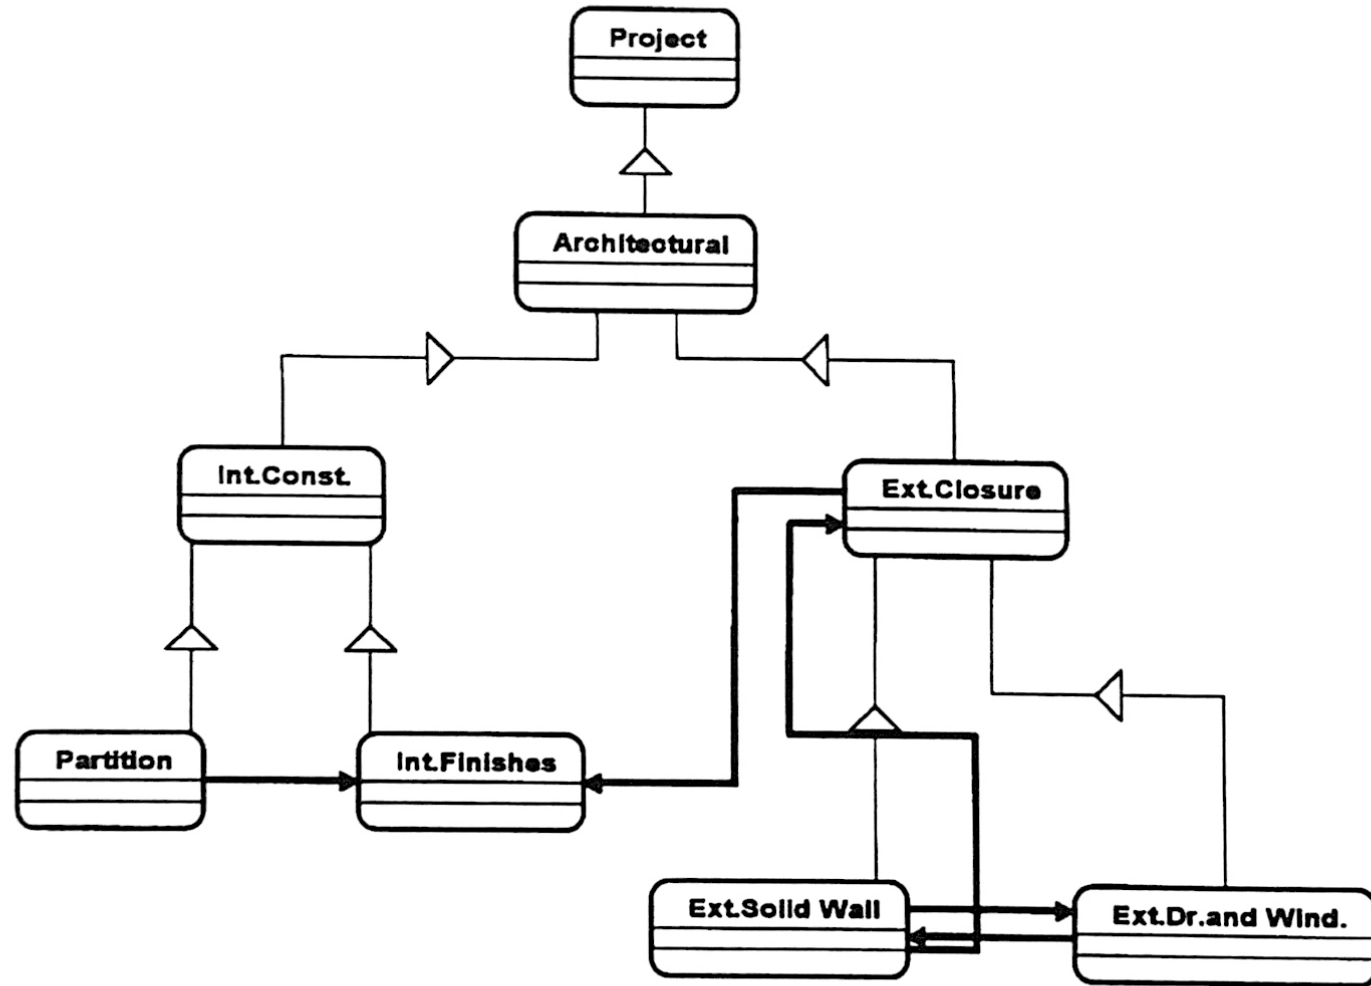 Project
Architectural
Int.Const.
Ext.Closure
Partition
Int.Finishes
Ext.Solid Wall
Ext.Dr.and Wind.